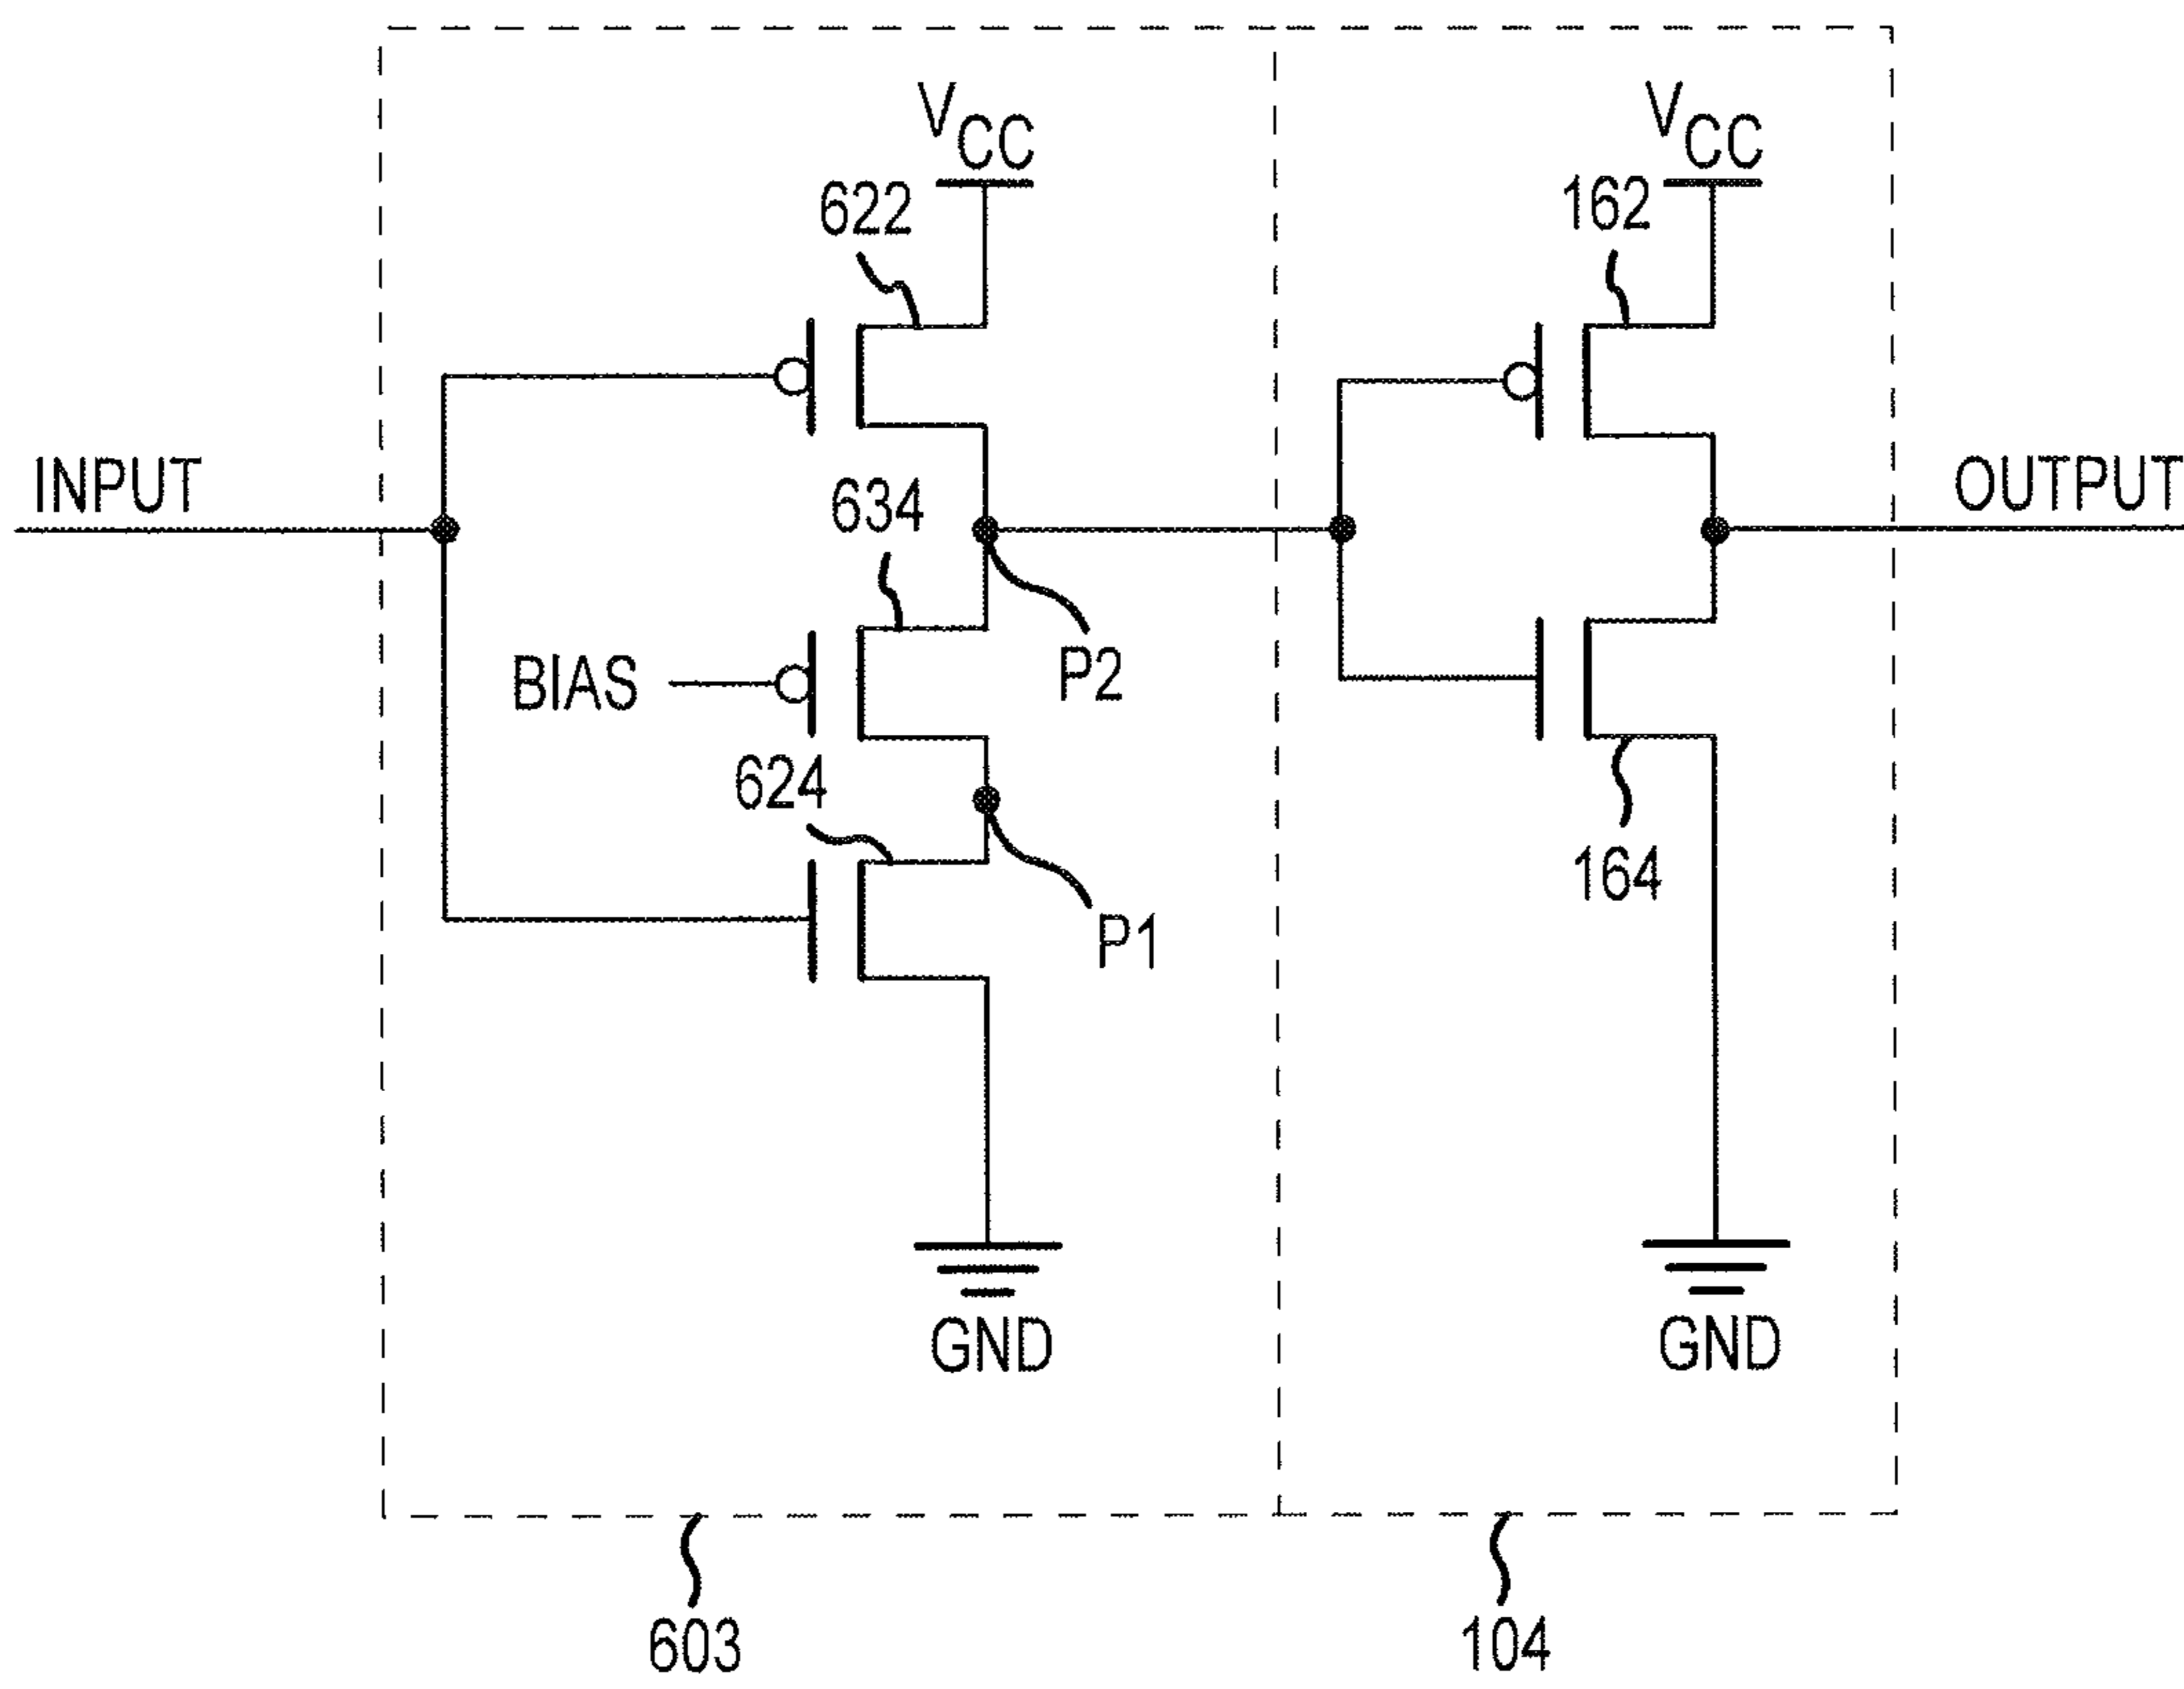 VCC
VCC
622
162
INPUT
634
OUTPUT
BIAS
P2
624
164
P1
GND
GND
603
104